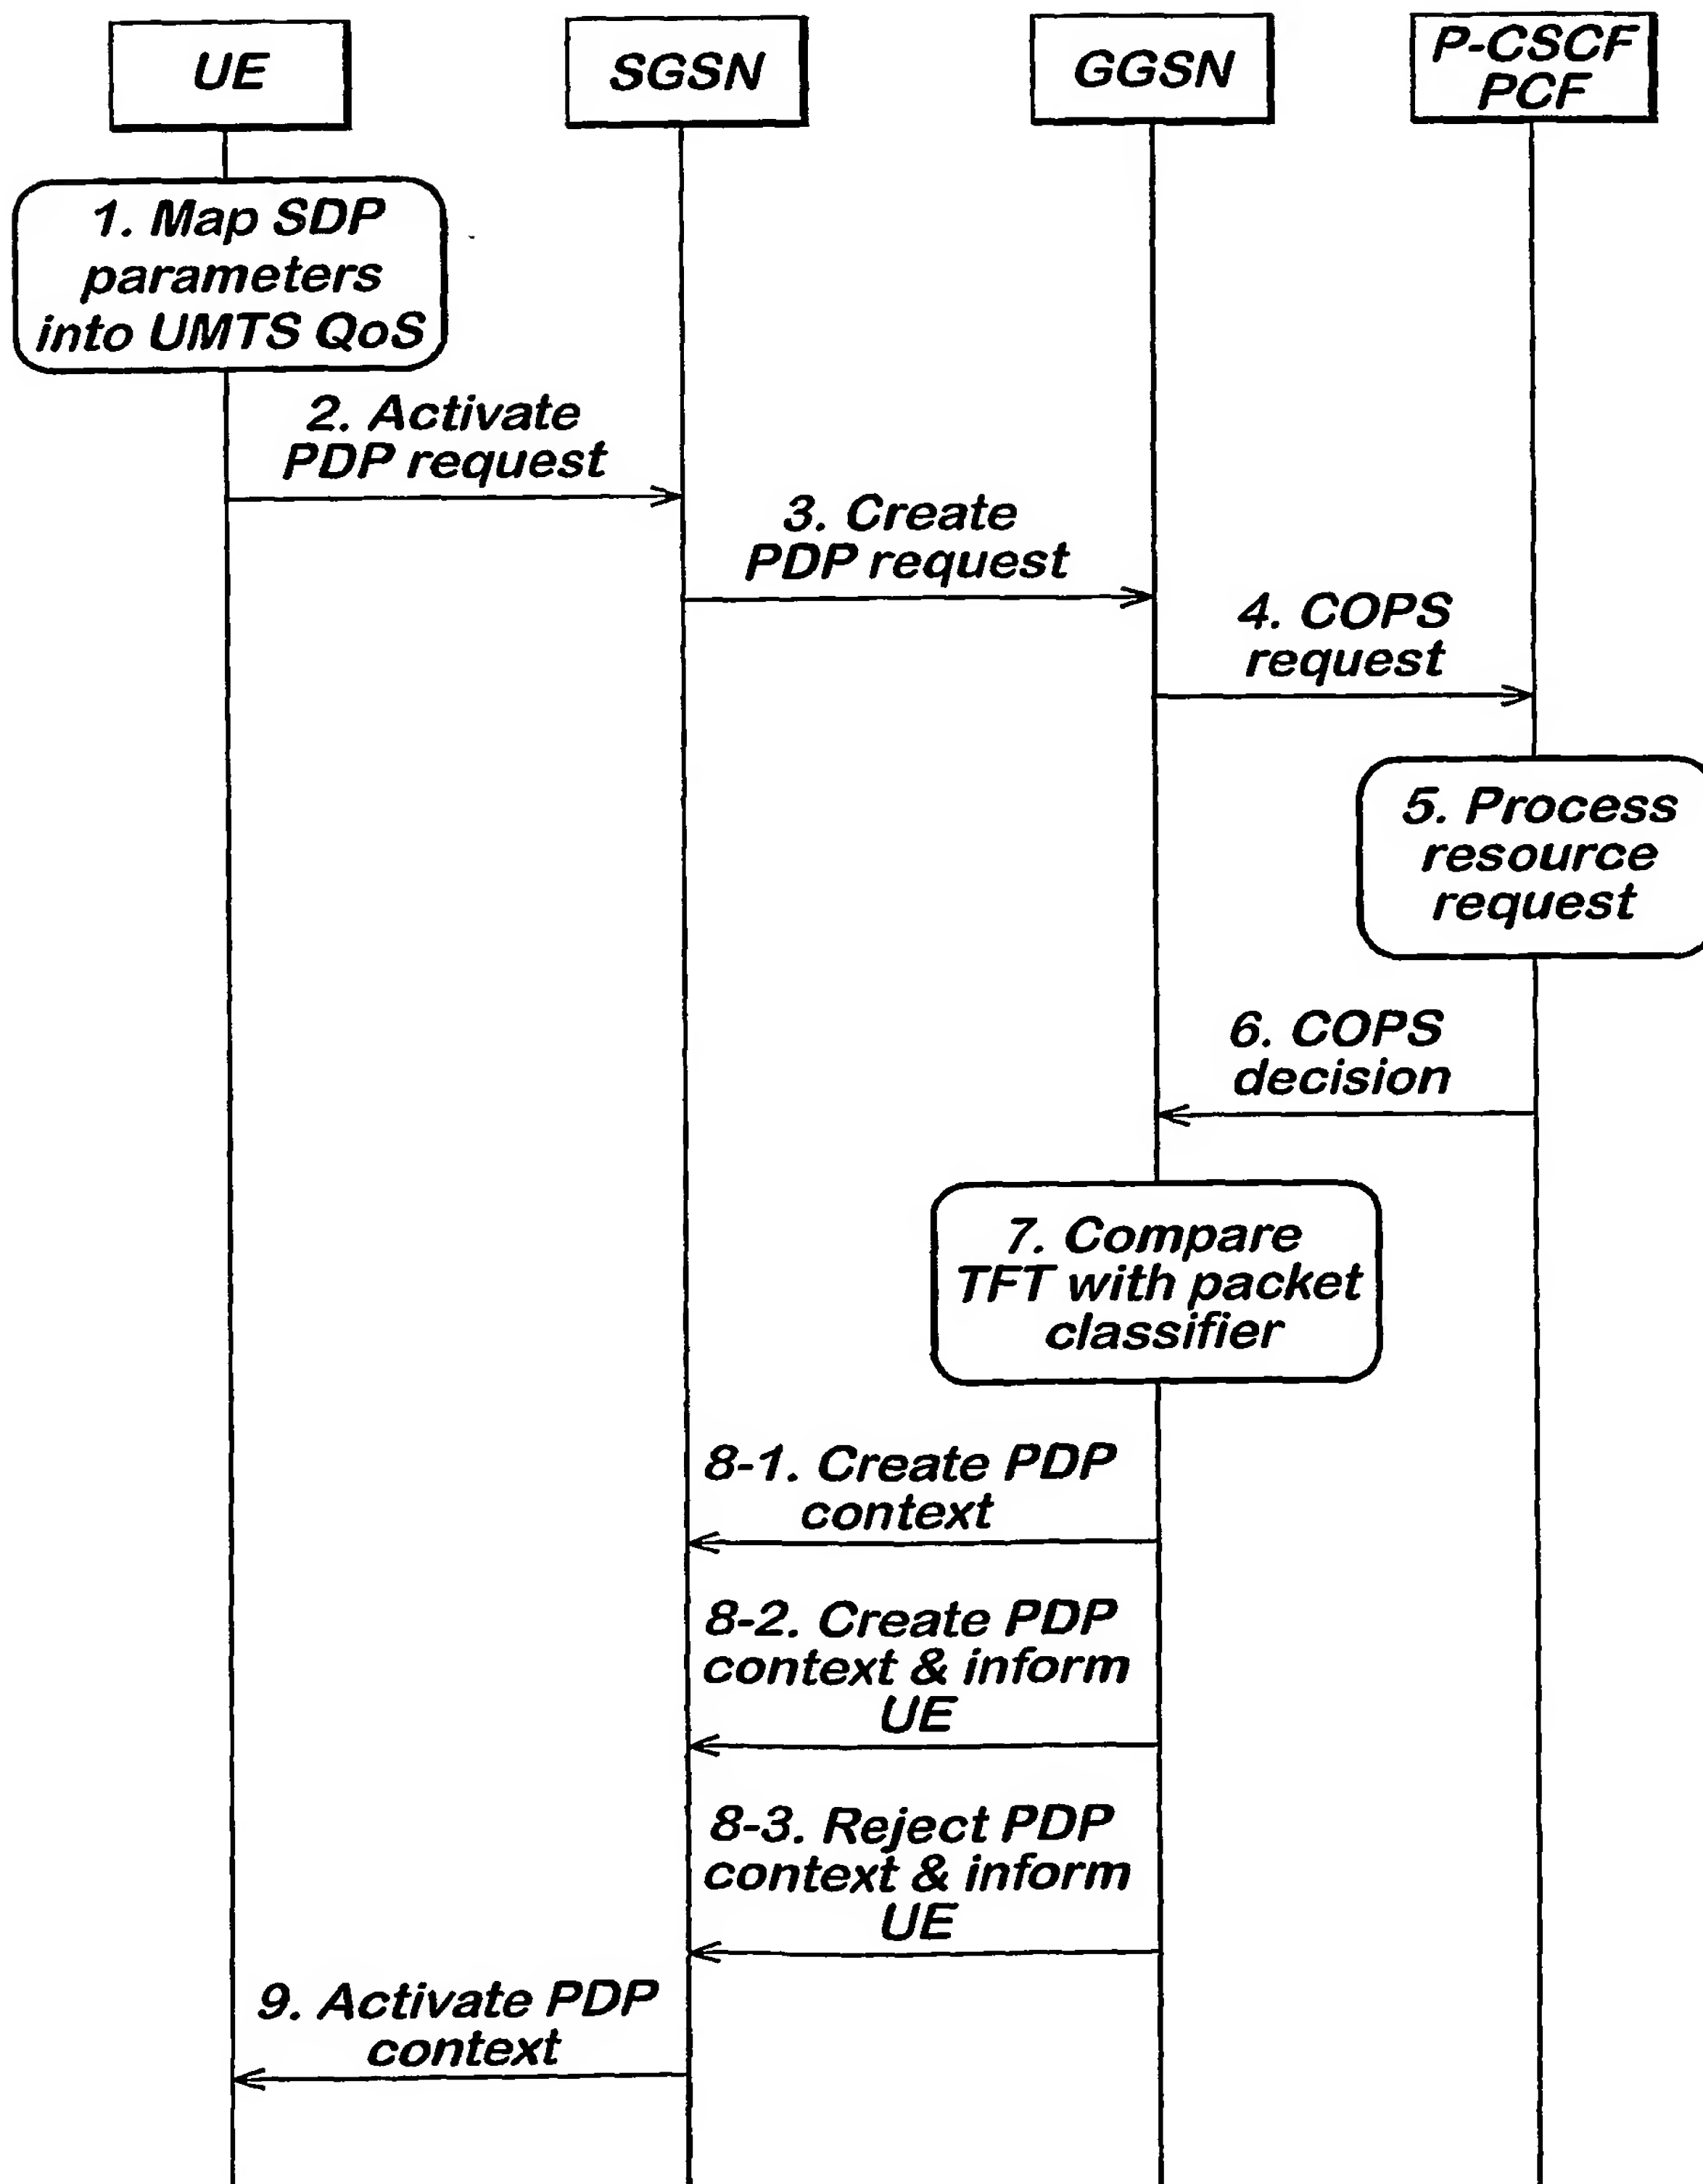 UE
SGSN
GGSN
P-CSCF
PCF
1. Map SDP
parameters
into UMTS QoS
2. Activate
PDP request
3. Create
PDP request
4. COPS
request
5. Process
resource
request
6. COPS
decision
7. Compare
TFT with packet
classifier
8-1. Create PDP
context
8-2. Create PDP
context & inform
UE
8-3. Reject PDP
context & inform
UE
9. Activate PDP
context